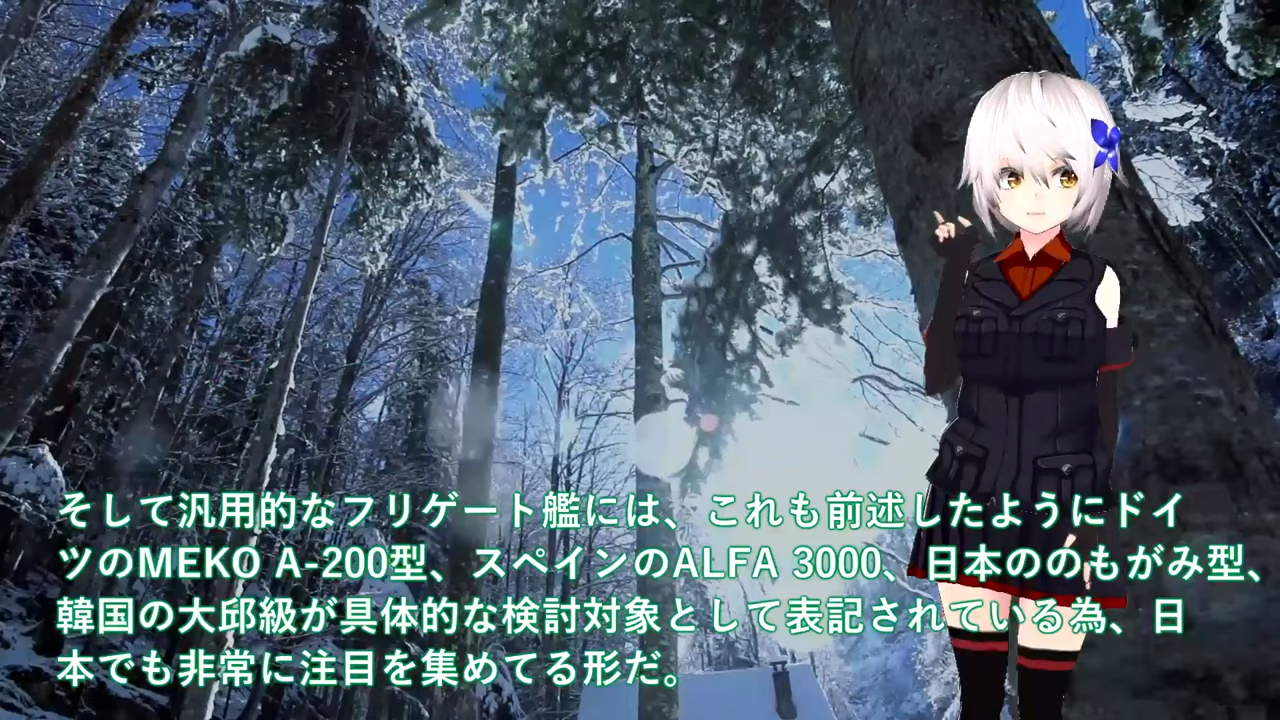 そして汎用的なフリゲート艦には、これも前述したようにドイ
ツのMEKO A-200型、スペインのALFA 3000、日本ののもがみ型、
韓国の大邱級が具体的な検討対象として表記されている為、日
本でも非常に注目を集めてる形だ。